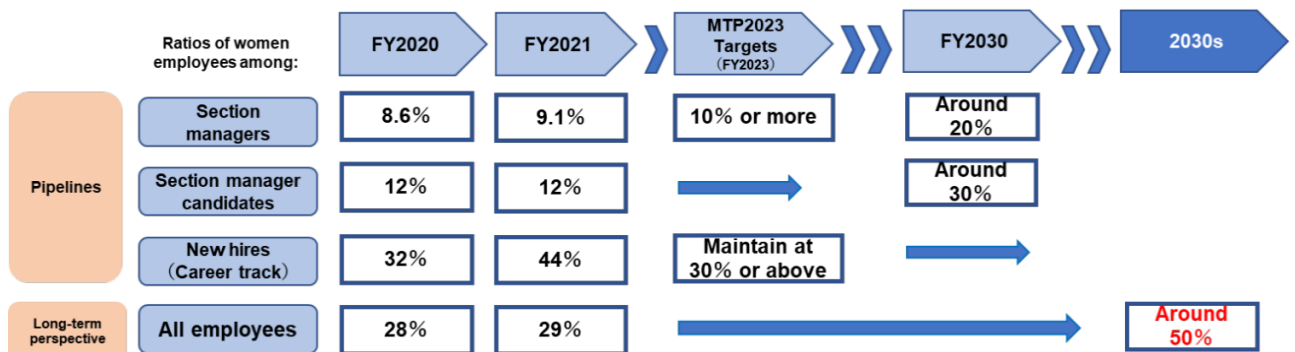 Ratios of women
employees among:
FY2020
FY2021
MTP2023
Targets
(FY2023)
FY2030
2030s
Pipelines
Section
managers
8.6%
9.1%
10% or more
Around
20%
Section manager
candidates
12%
12%
Around
30%
New hires
(Career track)
32%
44%
Maintain at
30% or above
Long-term
perspective
All employees
28%
29%
Around
50%